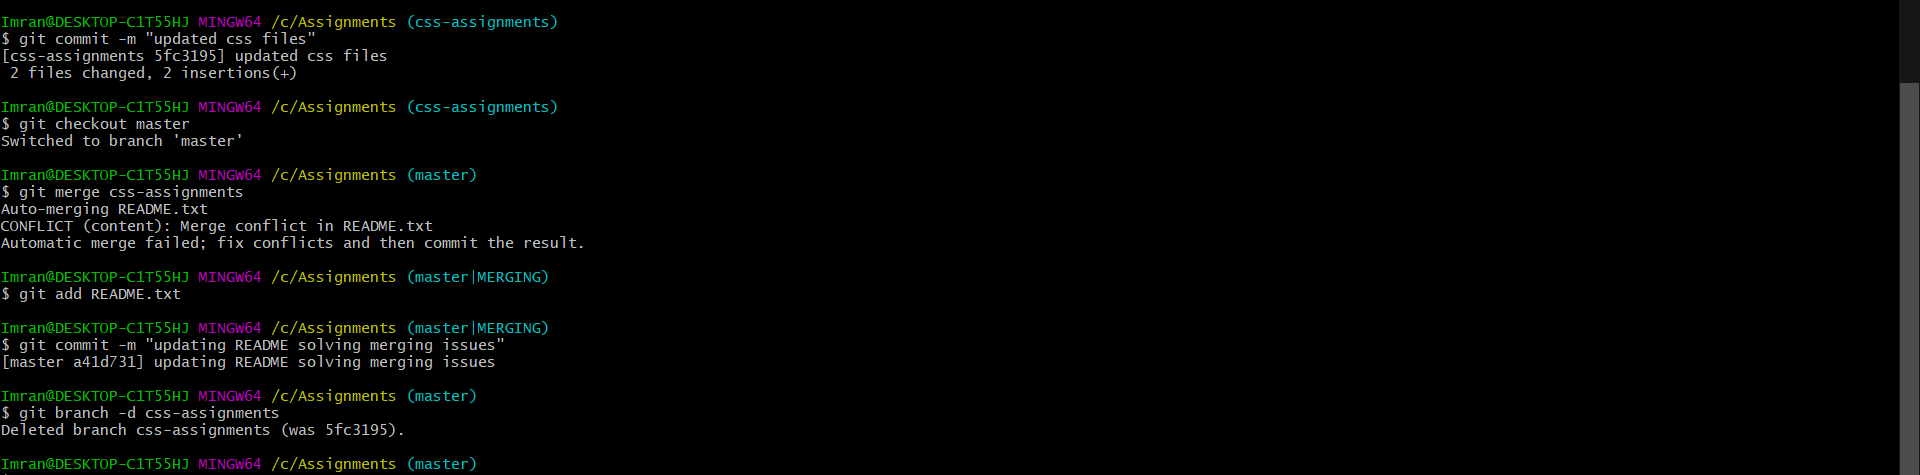 Imran@DESKTOP-C1T55HJ MINGW64 /c/Assignments (css-assignments)
$ git commit -m "updated css files"
[css-assignments 5fc3195] updated css files
 2 files changed, 2 insertions(+)
Imran@DESKTOP-C1T55HJ MINGW64 /c/Assignments (css-assignments)
$ git checkout master
Switched to branch 'master'
Imran@DESKTOP-C1T55HJ MINGW64 /c/Assignments (master)
$ git merge css-assignments
Auto-merging README.txt
CONFLICT (content): Merge conflict in README.txt
Automatic merge failed; fix conflicts and then commit the result.
Imran@DESKTOP-C1T55HJ MINGW64 /c/Assignments (master|MERGING)
$ git add README.txt
Imran@DESKTOP-C1T55HJ MINGW64 /c/Assignments (master|MERGING)
$ git commit -m "updating README solving merging issues"
[master a41d731] updating README solving merging issues
Imran@DESKTOP-C1T55HJ MINGW64 /c/Assignments (master)
$ git branch -d css-assignments
Deleted branch css-assignments (was 5fc3195).
Imran@DESKTOP-C1T55HJ MINGW64 /c/Assignments (master)